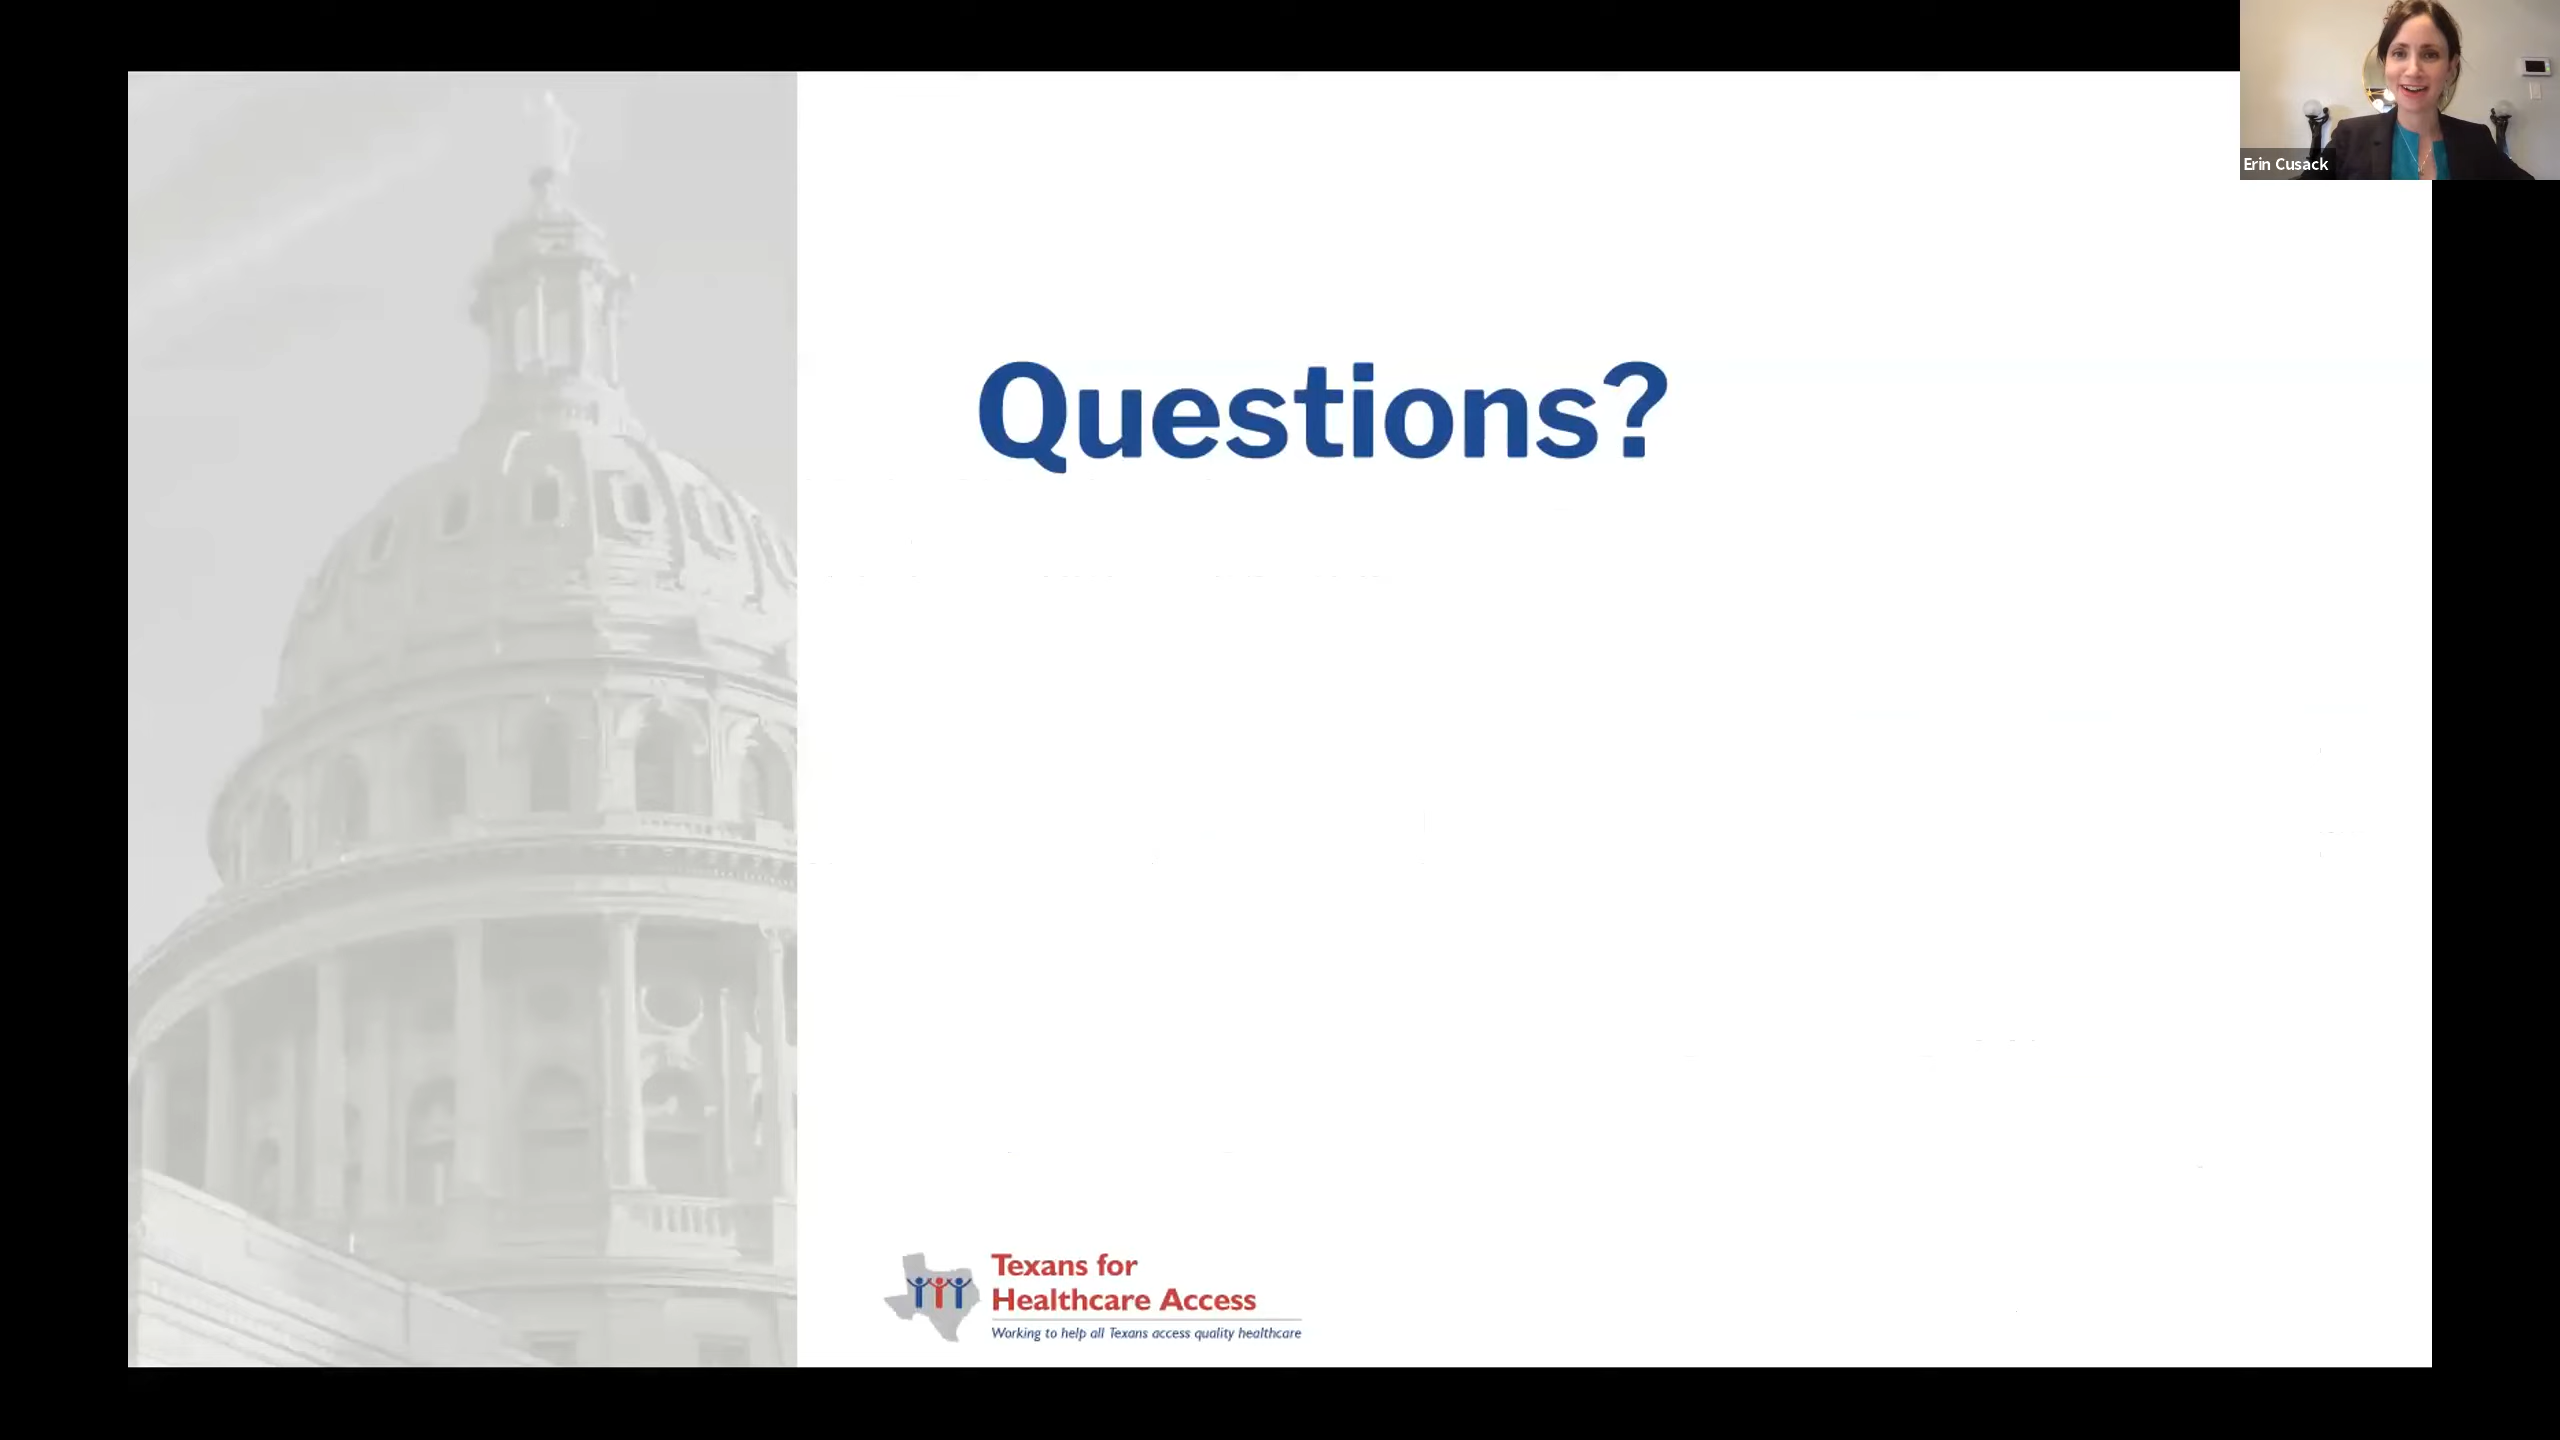 Erin Cusack
Questions?
Texans for
Healthcare Access
Working to help all Texans access quality healthcare